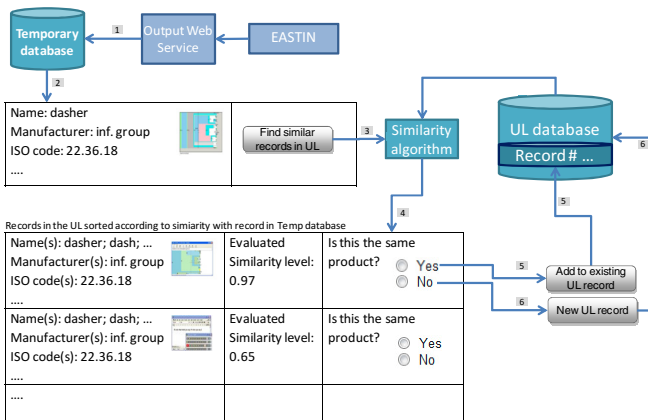 Temporary
database
1
Output Web
Service
EASTIN
2
Name: dasher
Manufacturer: inf. group
ISO code: 22.36.18
....
Find similar
records in UL
3
Similarity
algorithm
UL database
Record # ...
6
5
4
Records in the UL sorted according to simiarity with record in Temp database
Name(s): dasher; dash; ...
Manufacturer(s): inf. group
ISO code(s): 22.36.18
....
Evaluated
Similarity level:
0.97
Is this the same
product?
Yes
No
5
Add to existing
UL record
6
New UL record
Name(s): dasher; dash; ...
Manufacturer(s): inf. group
ISO code(s): 22.36.18
....
Evaluated
Similarity level:
0.65
Is this the same
product?
Yes
No
....